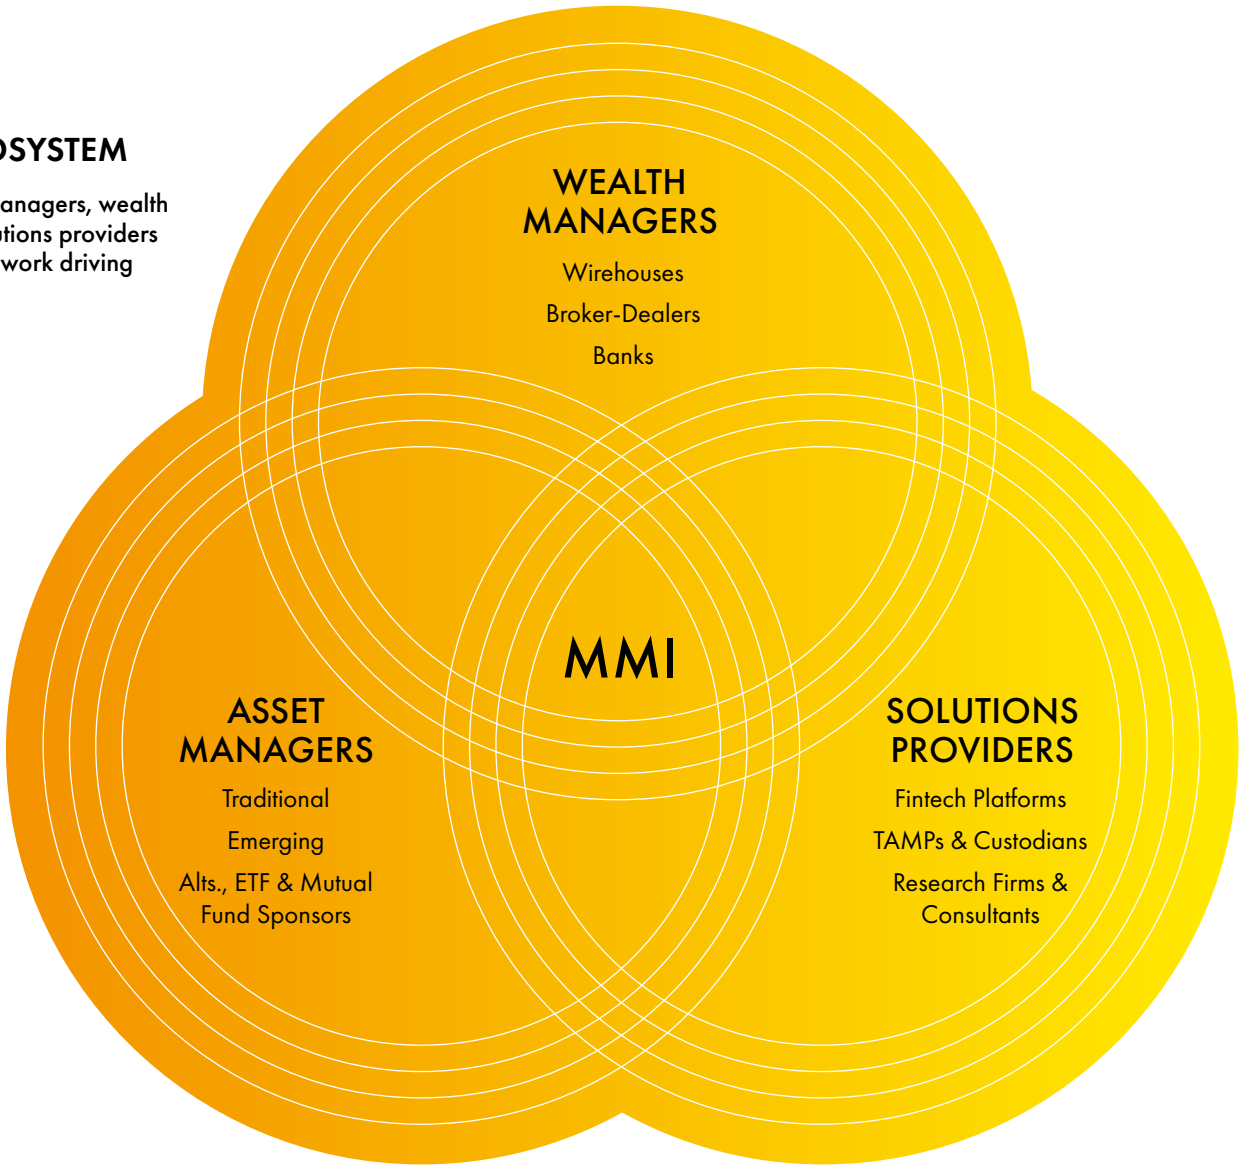 OSYSTEM
anagers, wealth
utions providers
work driving
WEALTH
MANAGERS
Wirehouses
Broker-Dealers
Banks
MMI
ASSET
MANAGERS
Traditional
Emerging
Alts., ETF & Mutual
Fund Sponsors
SOLUTIONS
PROVIDERS
Fintech Platforms
TAMPs & Custodians
Research Firms &
Consultants